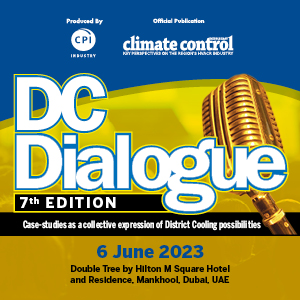 Produced By
Official Publication
CPI
INDUSTRY
climate control
KEY PERSPECTIVES ON THE REGION'S HVACR INDUSTRY
DC
Dialogue
7th EDITION
Case-studies as a collective expression of District Cooling possibilities
6 June 2023
Double Tree by Hilton M Square Hotel
and Residence, Mankhool, Dubai, UAE